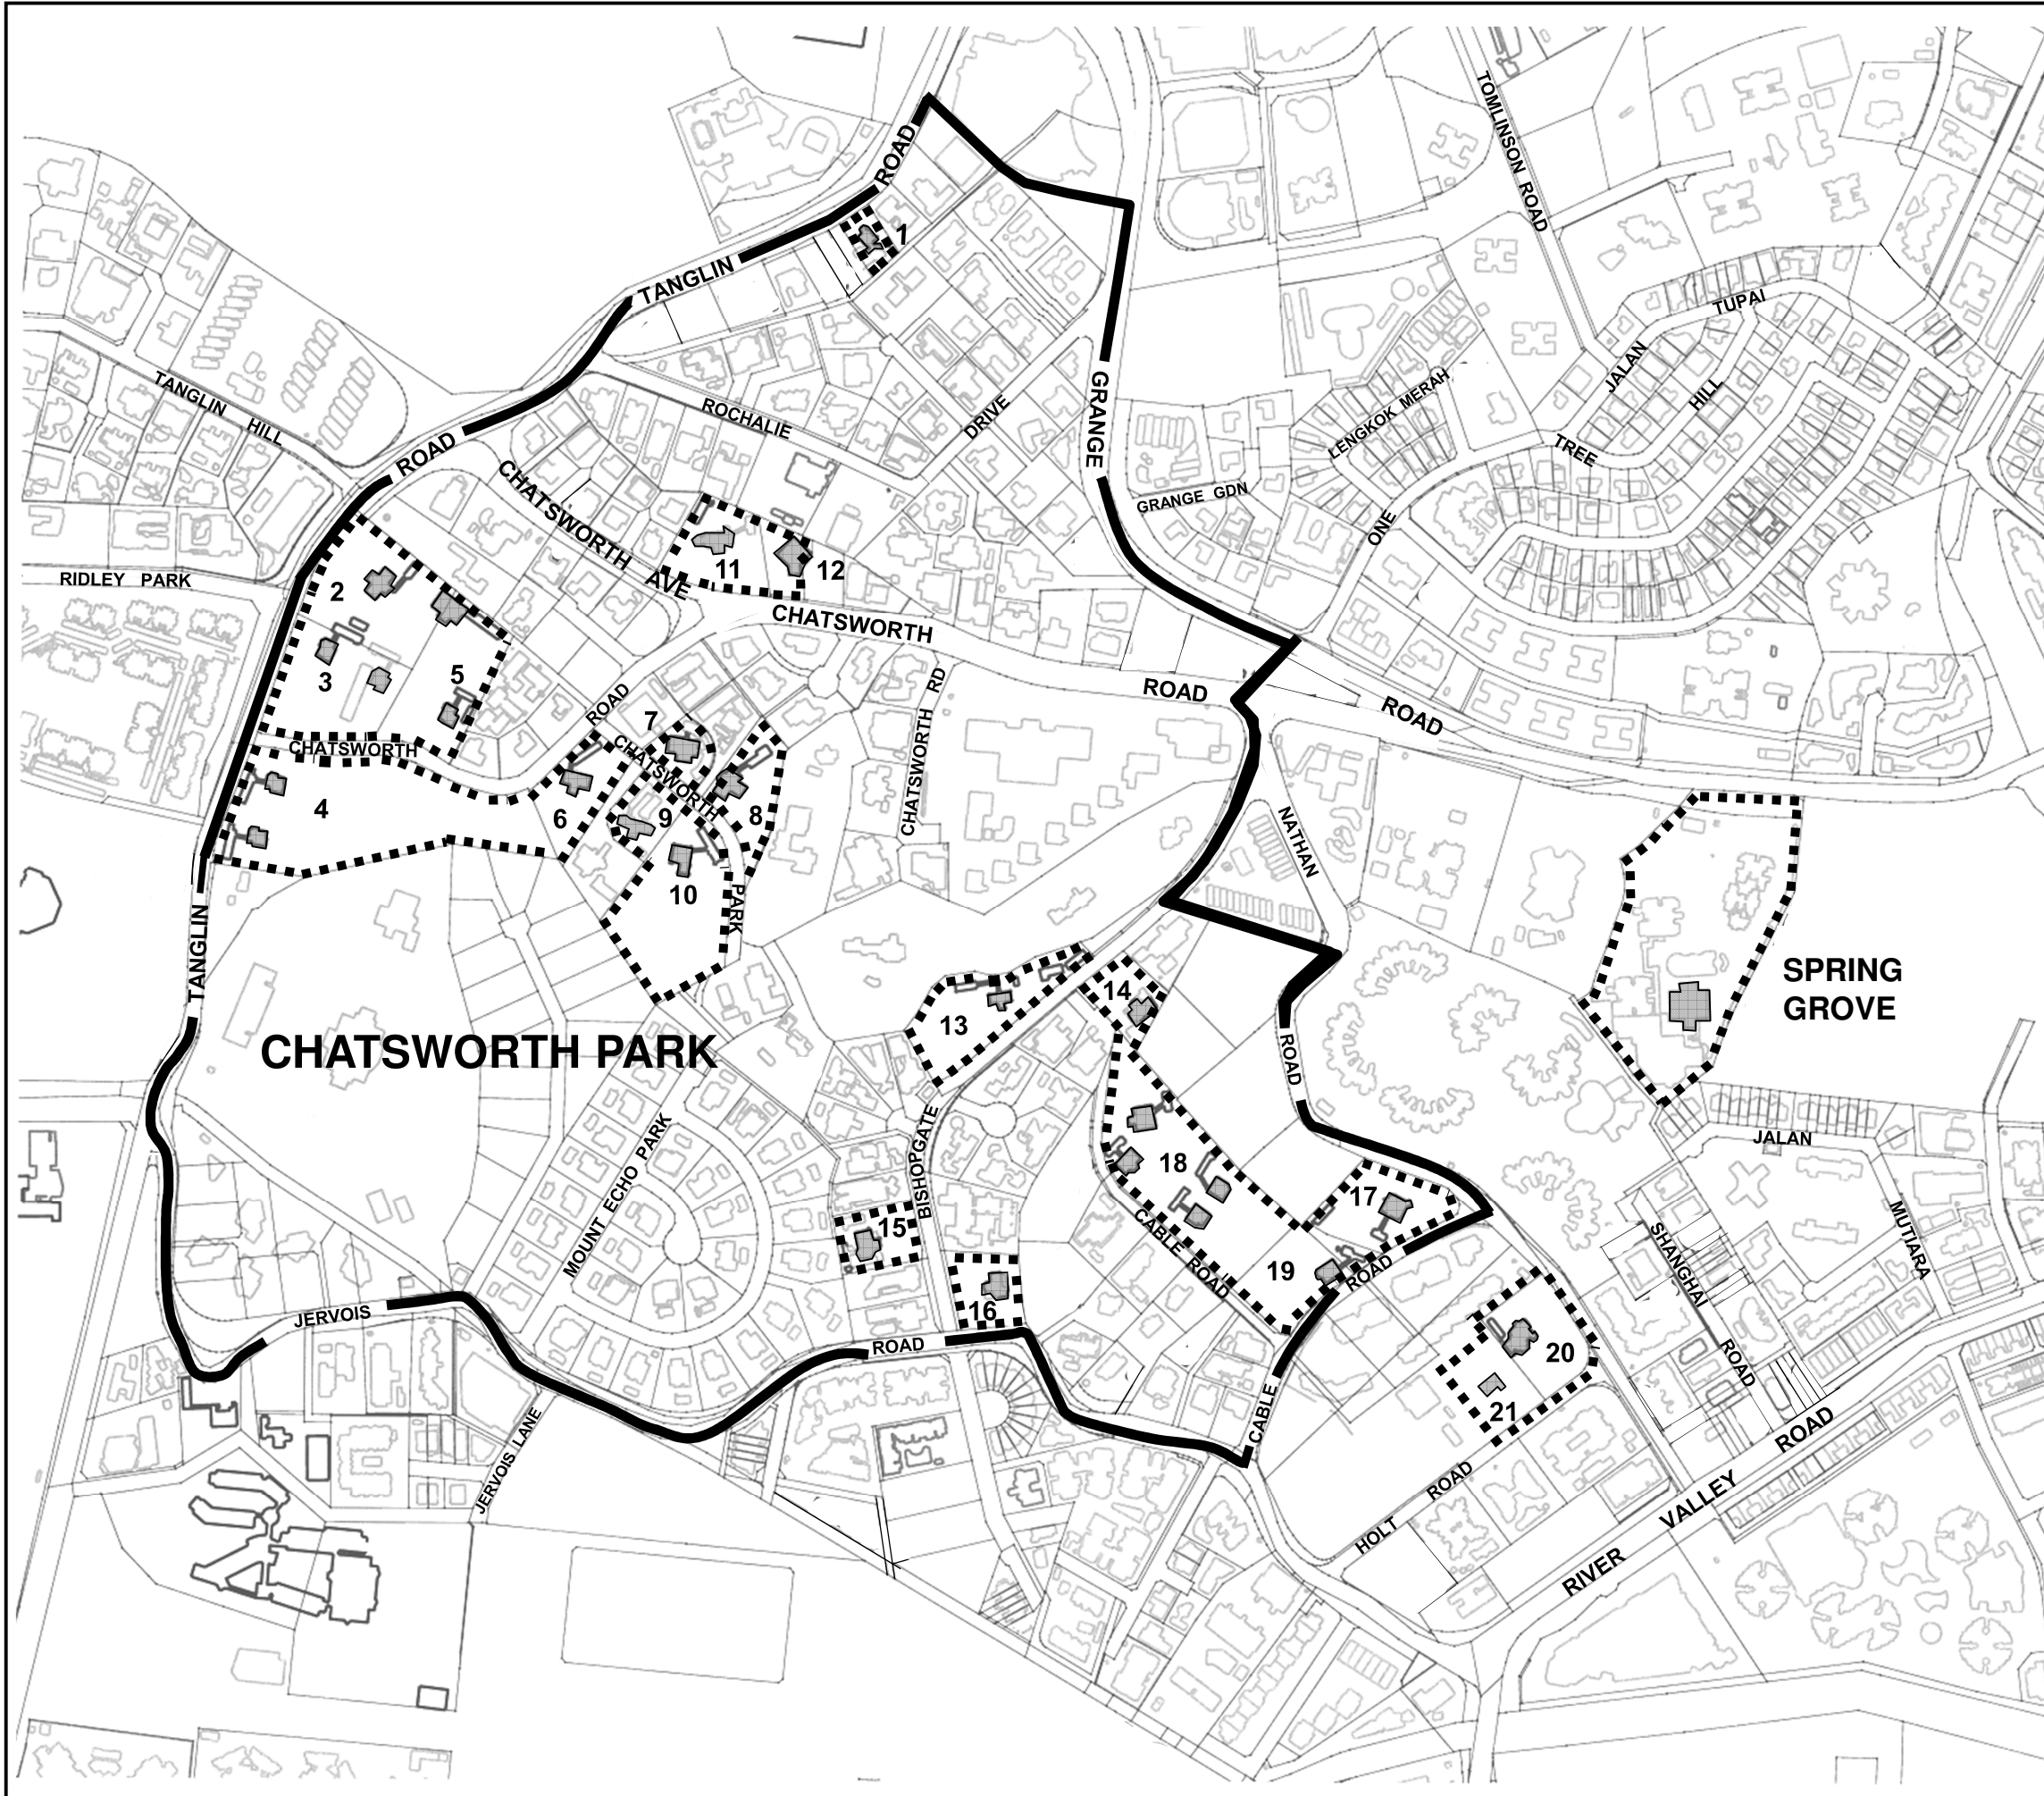 TOMLINSON ROAD
ROAD
1
TANGLIN
TUPAI
JALAN
HILL
TREE
LENGKOK MERAH
ONE
GRANGE
GRANGE GDN
DRIVE
ROCHALIE
TANGLIN HILL
ROAD
CHATSWORTH AVE
RIDLEY PARK
2
3
5
11
12
CHATSWORTH
ROAD
ROAD
CHATSWORTH RD
ROAD
7
CHATSWORTH
CHATSWORTH
4
6
9
8
10
PARK
NATHAN
TANGLIN
SPRING
GROVE
13
14
CHATSWORTH PARK
ROAD
BISHOPGATE
MOUNT ECHO PARK
JALAN
MUTIARA
SHANGHAI
ROAD
15
16
18
17
19
CABLE ROAD
ROAD
JERVOIS
ROAD
CABLE
20
21
JERVOIS LANE
HOLT
ROAD
RIVER
VALLEY
ROAD